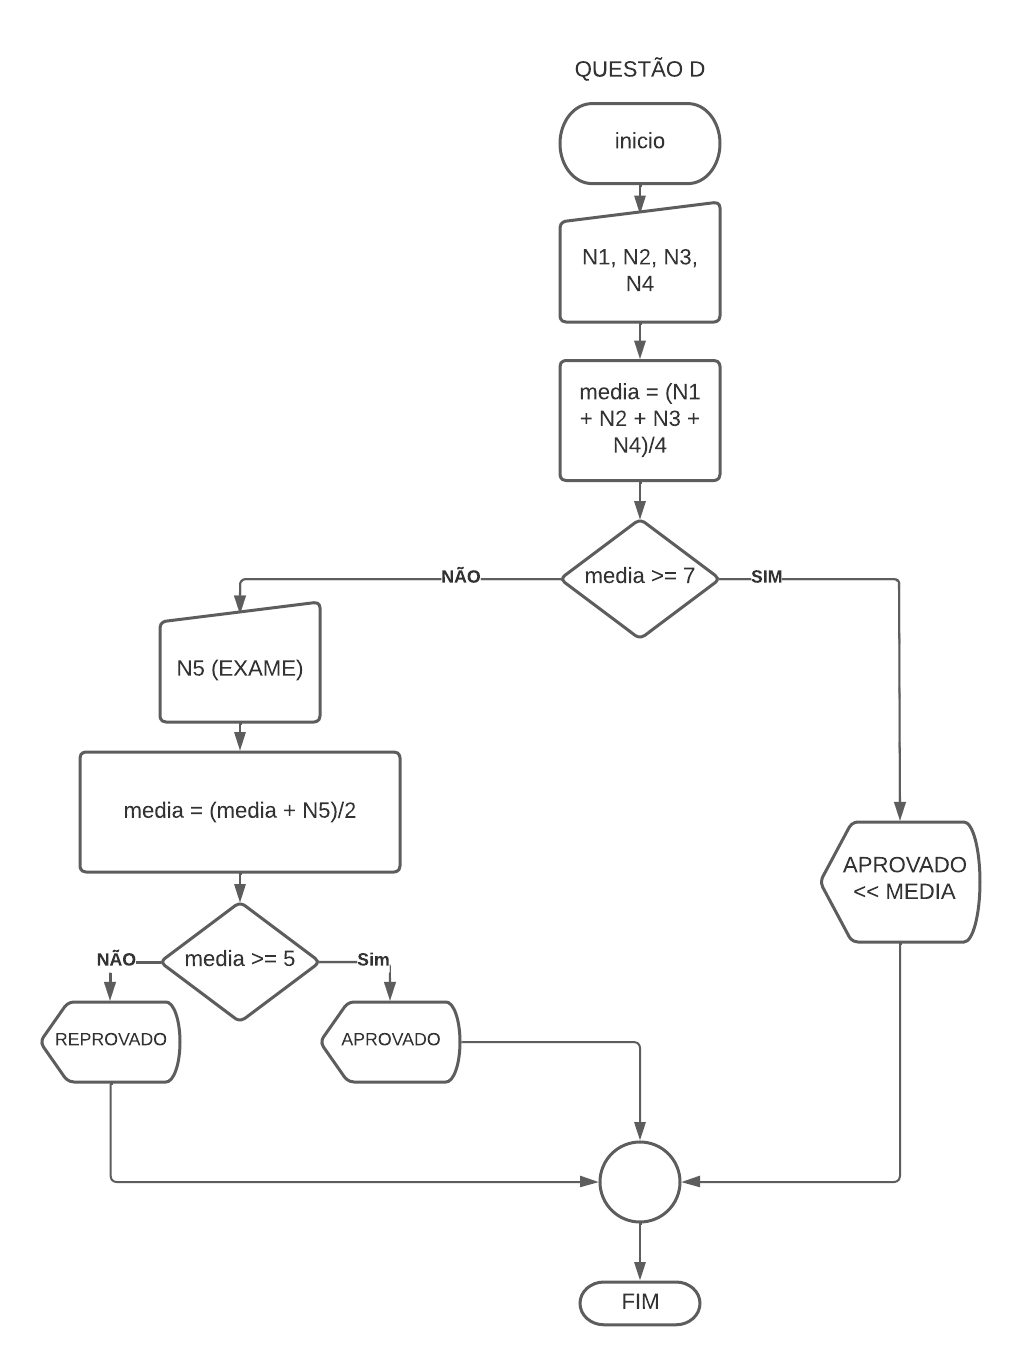 QUESTÃO D
inicio
N1, N2, N3,
N4
media = (N1
+ N2 + N3 +
N4)/4
media >= 7
NÃO
SIM
N5 (EXAME)
media = (media + N5)/2
APROVADO
<< MEDIA
media >= 5
NÃO
Sim
REPROVADO
APROVADO
FIM